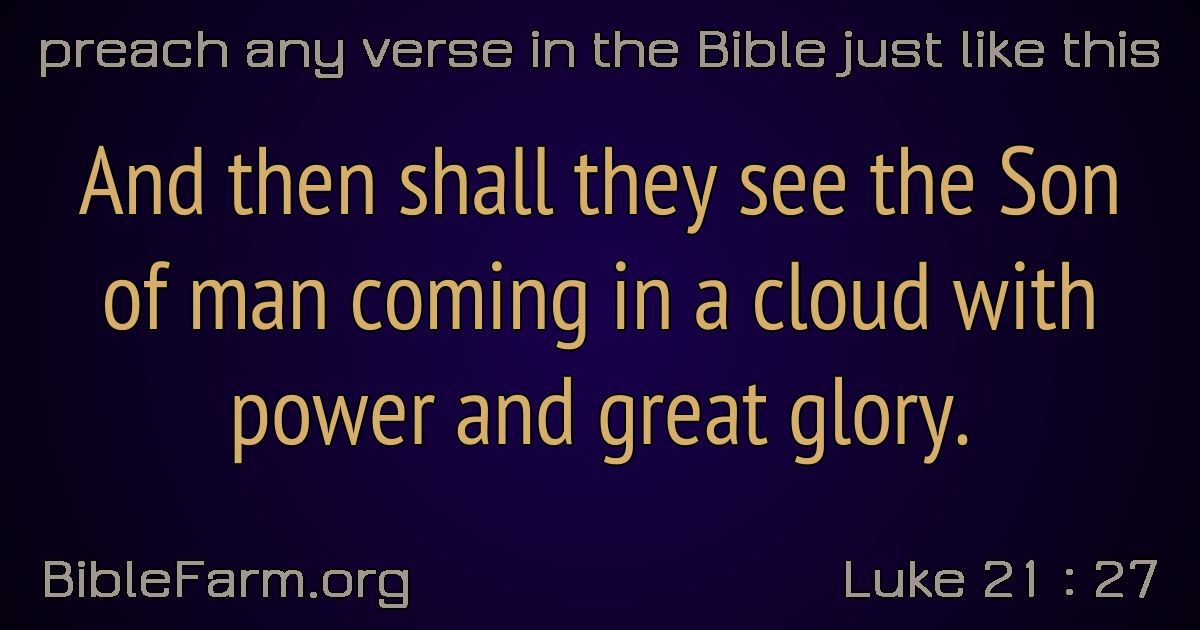 preach any verse in the Bible just like this
And then shall they see the Son
of man coming in a cloud with
power and great glory.
BibleFarm.org
Luke 21 : 27